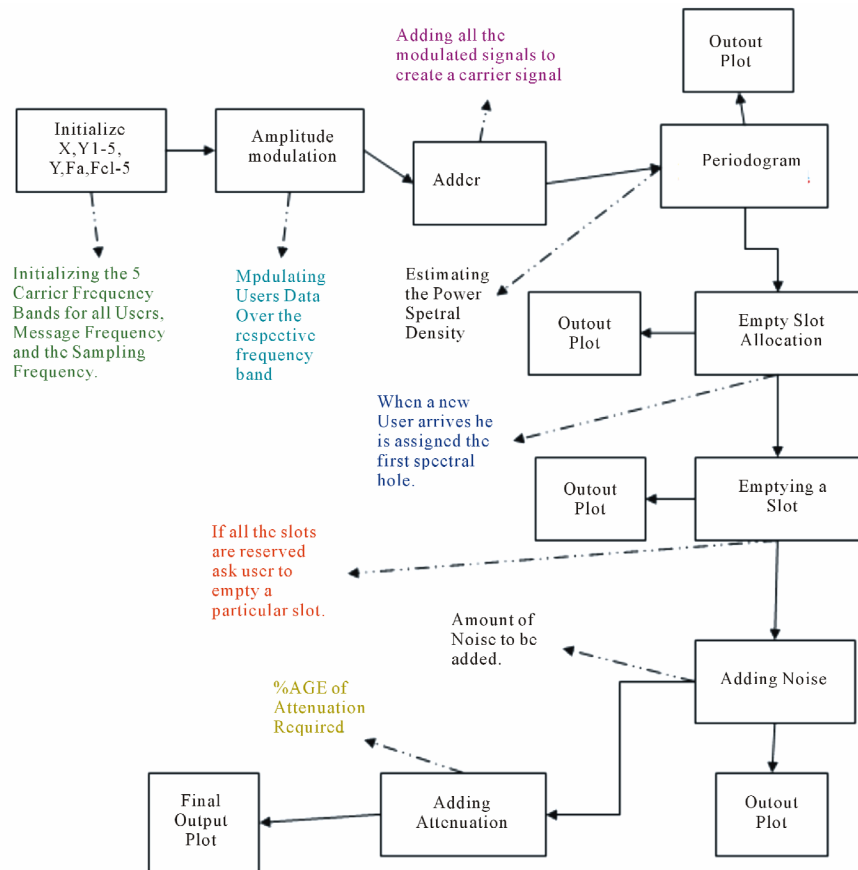 Adding all the
modulated signals to
create a carrier signal
Outout
Plot
Initialize
X,Y1-5,
Y,Fa,Fcl-5
Amplitude
modulation
Adder
Periodogram
Initializing the 5
Carrier Frequency
Bands for all Users,
Message Frequency
and the Sampling
Frequency.
Mpdulating
Users Data
Over the
respective
frequency
band
Estimating
the Power
Spetral
Density
Outout
Plot
Empty Slot
Allocation
When a new
User arrives he
is assigned the
first spectral
hole.
Outout
Plot
Emptying a
Slot
If all the slots
are reserved
ask user to
empty a
particular slot.
Amount of
Noise to be
added.
Adding Noise
%AGE of
Attenuation
Required
Final
Output
Plot
Adding
Attenuation
Outout
Plot